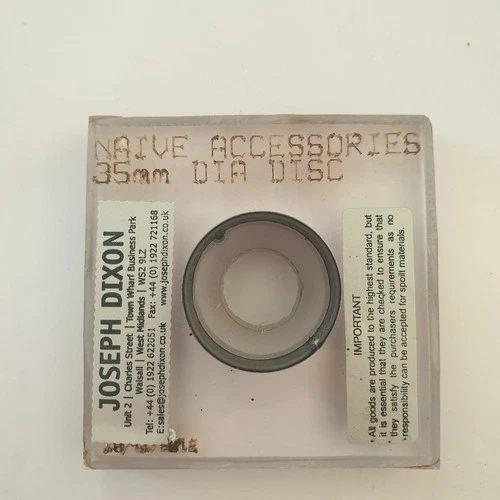 NAIVE ACCESSORIES
35mm DIA DISC
JOSEPH DIXON
Unit 2 | Charles Street | Town Wharf Business Park
Walsall | West Midlands | WS2 9LZ
Tel: +44 (0) 1922 622051 Fax: +44 (0) 1922 721168
E:sales@josephdixon.co.uk www.josephdixon.co.uk
IMPORTANT
All goods are produced to the highest standard, but
it is essential that they are checked to ensure that
they satisfy the purchasers requirements as no
responsibility can be accepted for spoilt materials.